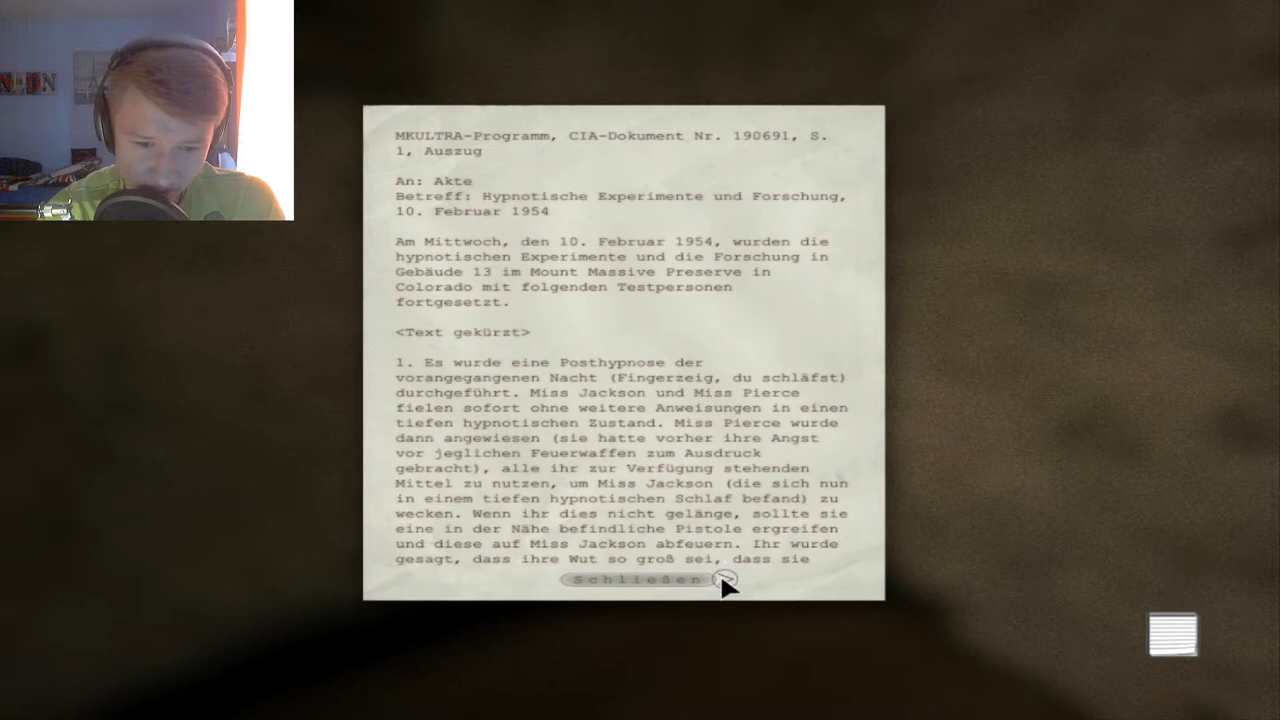 MKULTRA-Programm, CIA-Dokument Nr. 190691, S.
1, Auszug
An: Akte
Betreff: Hypnotische Experimente und Forschung,
10. Februar 1954
Am Mittwoch, den 10. Februar 1954, wurden die
hypnotischen Experimente und die Forschung in
Gebäude 13 im Mount Massive Preserve in
Colorado mit folgenden Testpersonen
fortgesetzt.
<Text gekürzt>
1. Es wurde eine Posthypnose der
vorangegangenen Nacht (Fingerzeig, du schläfst)
durchgeführt. Miss Jackson und Miss Pierce
fielen sofort ohne weitere Anweisungen in einen
tiefen hypnotischen Zustand. Miss Pierce wurde
dann angewiesen (sie hatte vorher ihre Angst
vor jeglichen Feuerwaffen zum Ausdruck
gebracht), alle ihr zur Verfügung stehenden
Mittel zu nutzen, um Miss Jackson (die sich nun
in einem tiefen hypnotischen Schlaf befand) zu
wecken. Wenn ihr dies nicht gelänge, sollte sie
eine in der Nähe befindliche Pistole ergreifen
und diese auf Miss Jackson abfeuern. Ihr wurde
gesagt, dass ihre Wut so groß sei, dass sie
Schließen